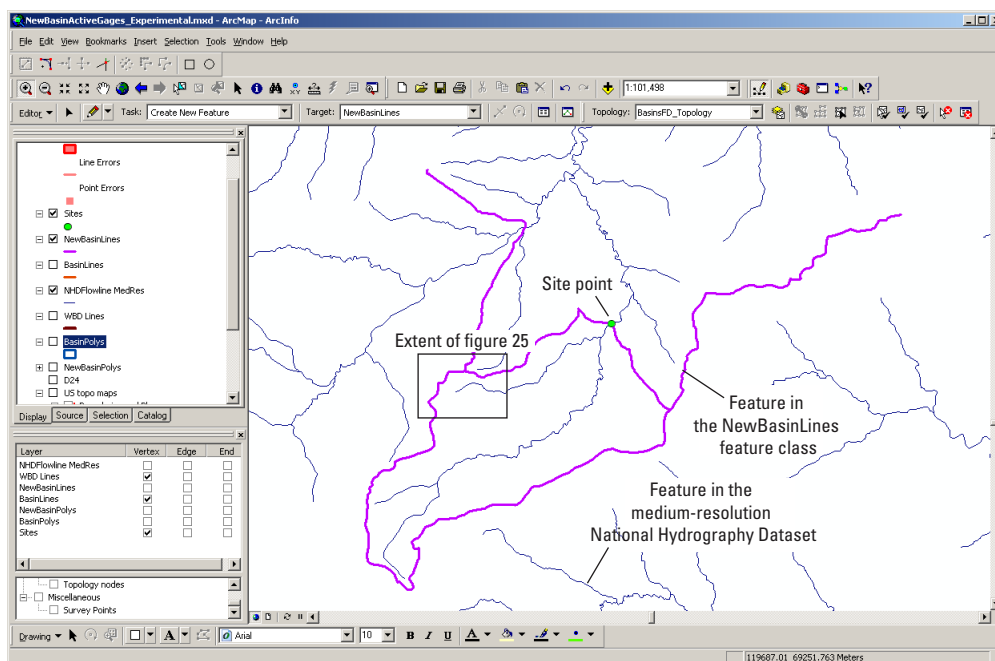 NewBasinActiveGages_Experimental.mxd - ArcMap - ArcInfo
File Edit View Bookmarks Insert Selection Tools Window Help
1:101,498
Editor Task: Create New Feature Target: NewBasinLines Topology: BasinsFD_Topology
Line Errors
Point Errors
Sites
NewBasinLines
BasinLines
NHDFlowline MedRes
WBD Lines
BasinPolys
NewBasinPolys
D24
US topo maps
Display Source Selection Catalog
Layer Vertex Edge End
NHDFlowline MedRes
WBD Lines
NewBasinLines
BasinLines
NewBasinPolys
BasinPolys
Sites
Topology nodes
Miscellaneous
Survey Points
Site point
Extent of figure 25
Feature in
the NewBasinLines
feature class
Feature in the
medium-resolution
National Hydrography Dataset
Drawing A Arial 10 B I U A
119687.01 69251.763 Meters